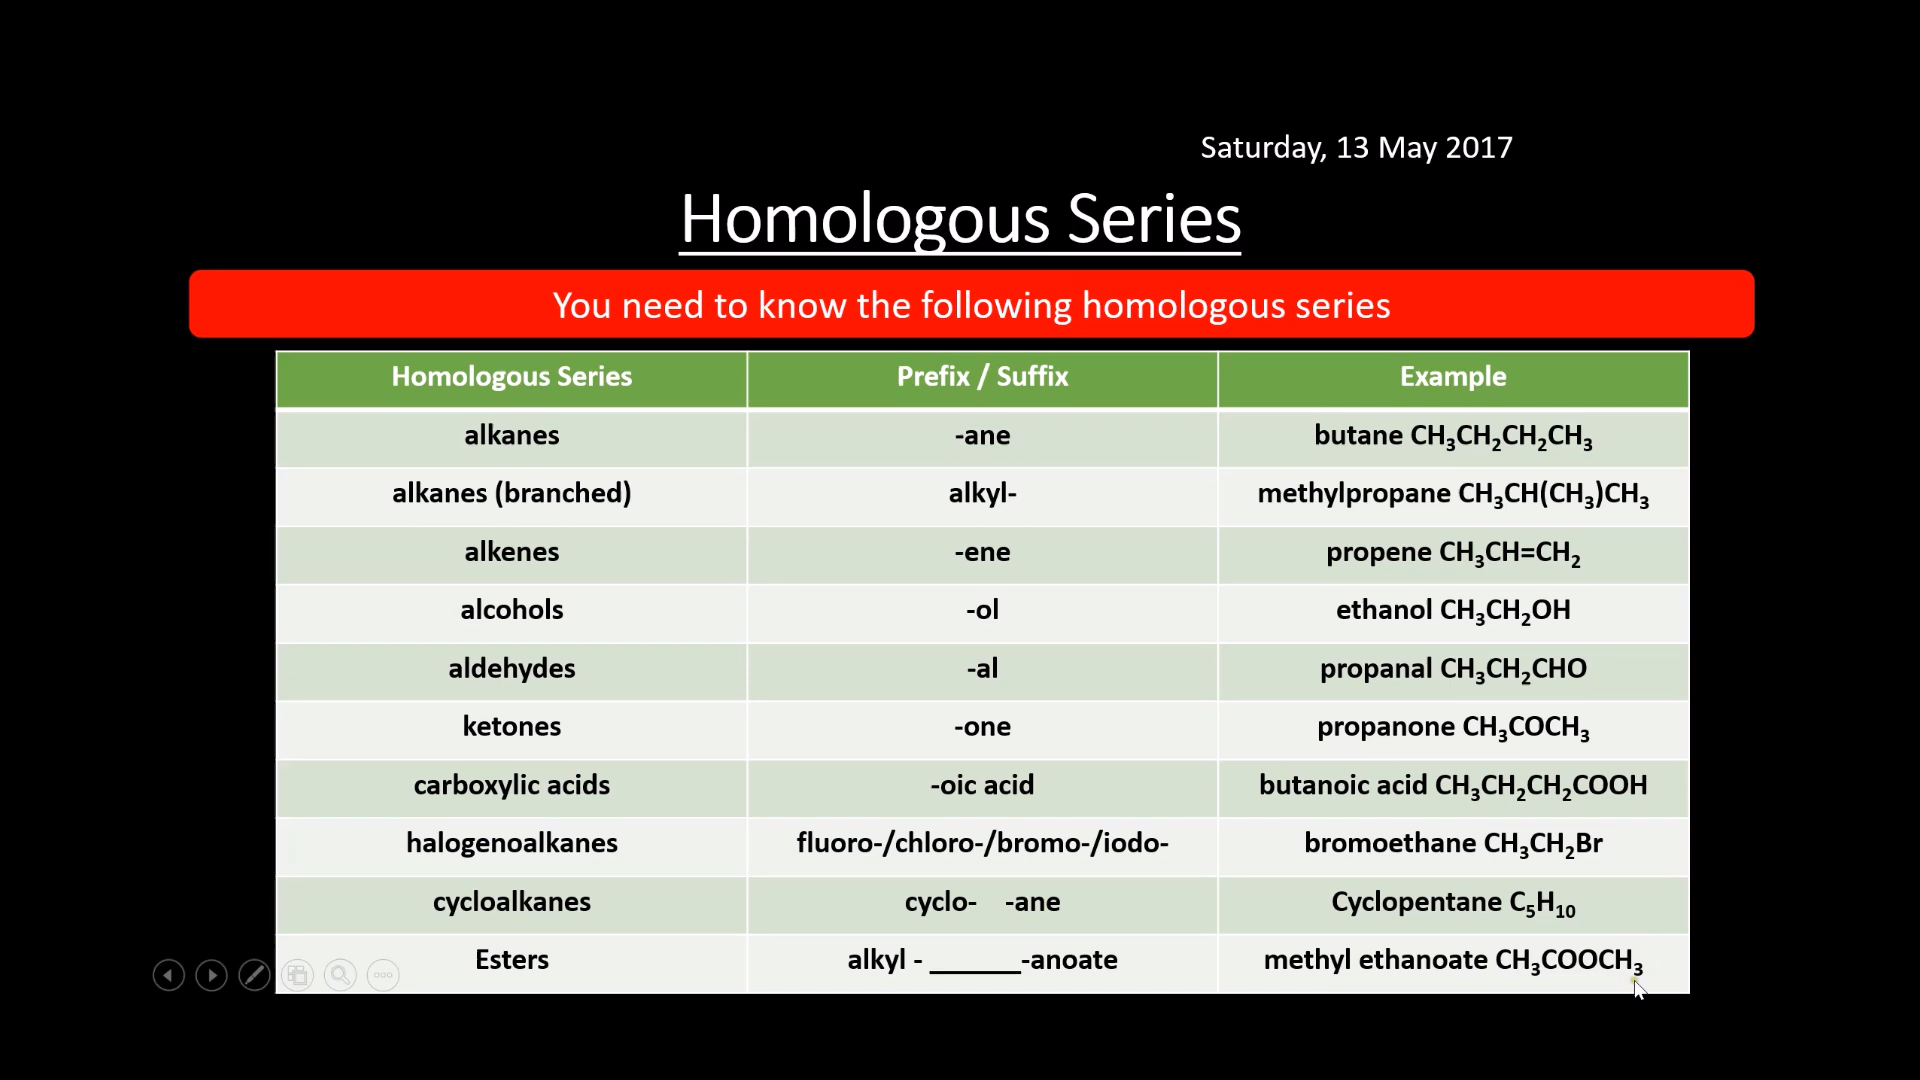 Saturday, 13 May 2017
Homologous Series
You need to know the following homologous series
Homologous Series Prefix / Suffix Example
alkanes -ane butane CH₃CH₂CH₂CH₃
alkanes (branched) alkyl- methylpropane CH₃CH(CH₃)CH₃
alkenes -ene propene CH₃CH=CH₂
alcohols -ol ethanol CH₃CH₂OH
aldehydes -al propanal CH₃CH₂CHO
ketones -one propanone CH₃COCH₃
carboxylic acids -oic acid butanoic acid CH₃CH₂CH₂COOH
halogenoalkanes fluoro-/chloro-/bromo-/iodo- bromoethane CH₃CH₂Br
cycloalkanes cyclo- -ane Cyclopentane C₅H₁₀
Esters alkyl - ______-anoate methyl ethanoate CH₃COOCH₃